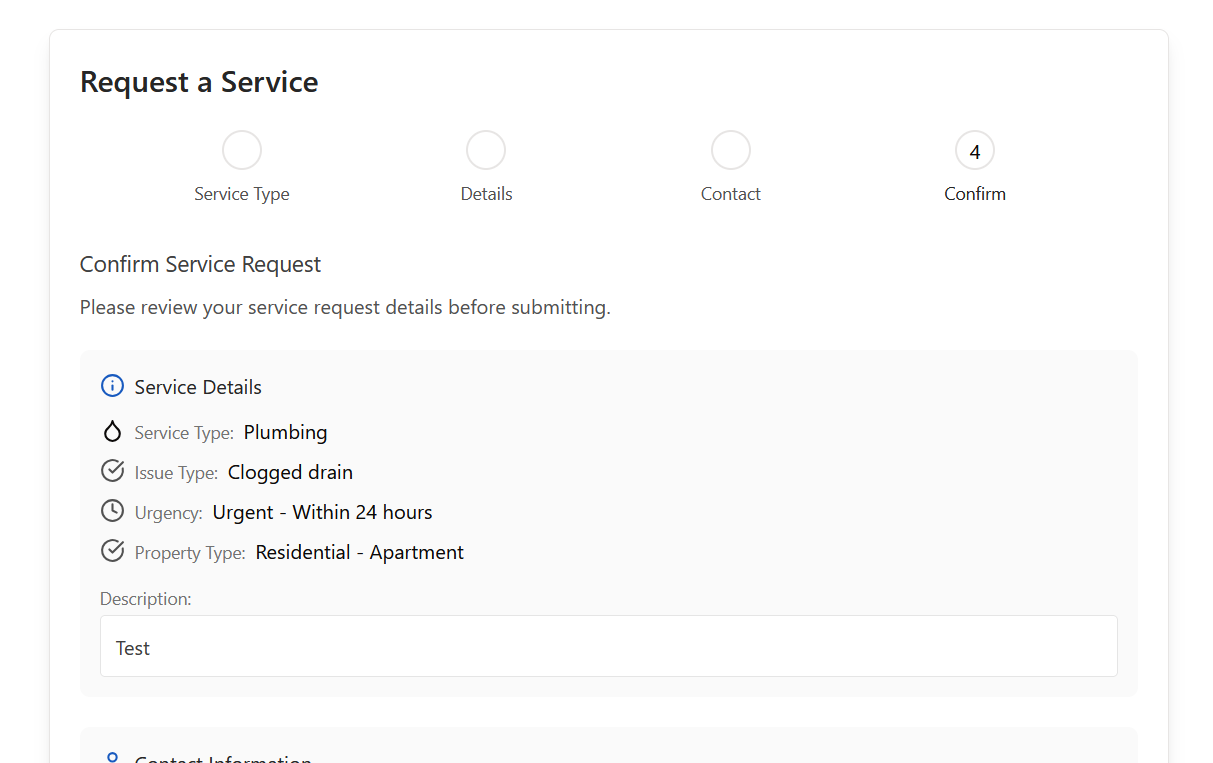 Request a Service
4
Service Type Details Contact Confirm
Confirm Service Request
Please review your service request details before submitting.
Service Details
Service Type: Plumbing
Issue Type: Clogged drain
Urgency: Urgent - Within 24 hours
Property Type: Residential - Apartment
Description:
Test
Contact Information